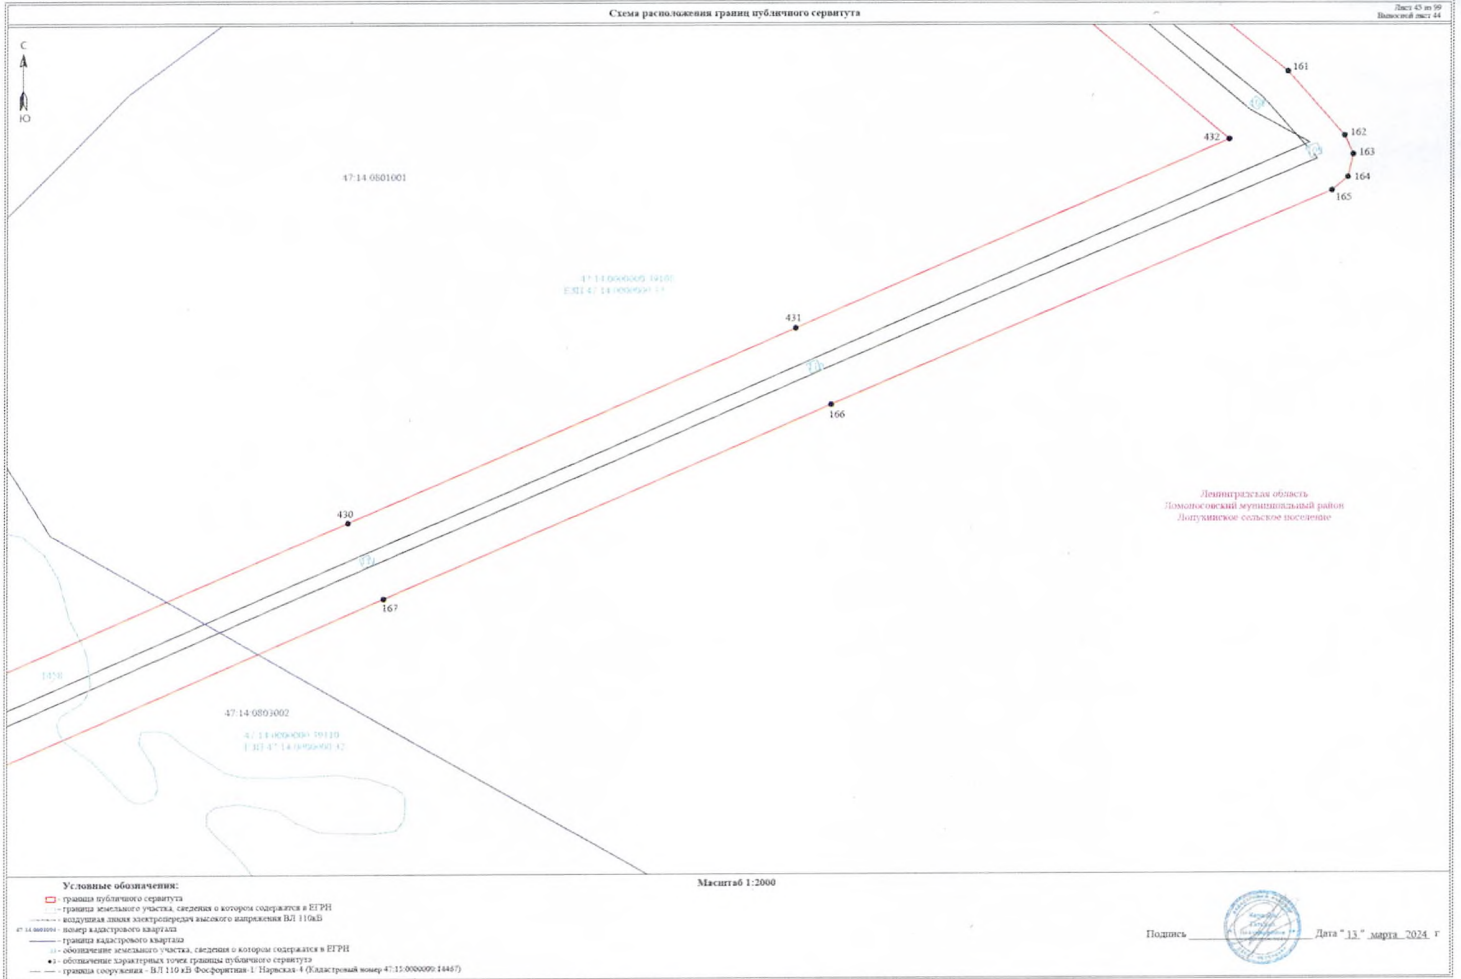 Схема расположения границ публичного сервитута
Лист 45 из 99
Выносной лист 44
С
Ю
161
162
432
163
164
165
47:14:0801001
431
166
Ленинградская область
Ломоносовский муниципальный район
Лопухинское сельское поселение
430
167
1458
47:14:0803002
Масштаб 1:2000
Условные обозначения:
- граница публичного сервитута
- граница земельного участка, сведения о котором содержатся в ЕГРН
- воздушная линия электропередач высокого напряжения ВЛ 110кВ
- номер кадастрового квартала
- граница кадастрового квартала
- обозначение земельного участка, сведения о котором содержатся в ЕГРН
- обозначение характерных точек границы публичного сервитута
- граница сооружения - ВЛ 110 кВ Фосфоритная-1/ Нарвская-4 (Кадастровый номер 47:15:0000000:18467)
Подпись
Дата " 13 " марта 2024 г